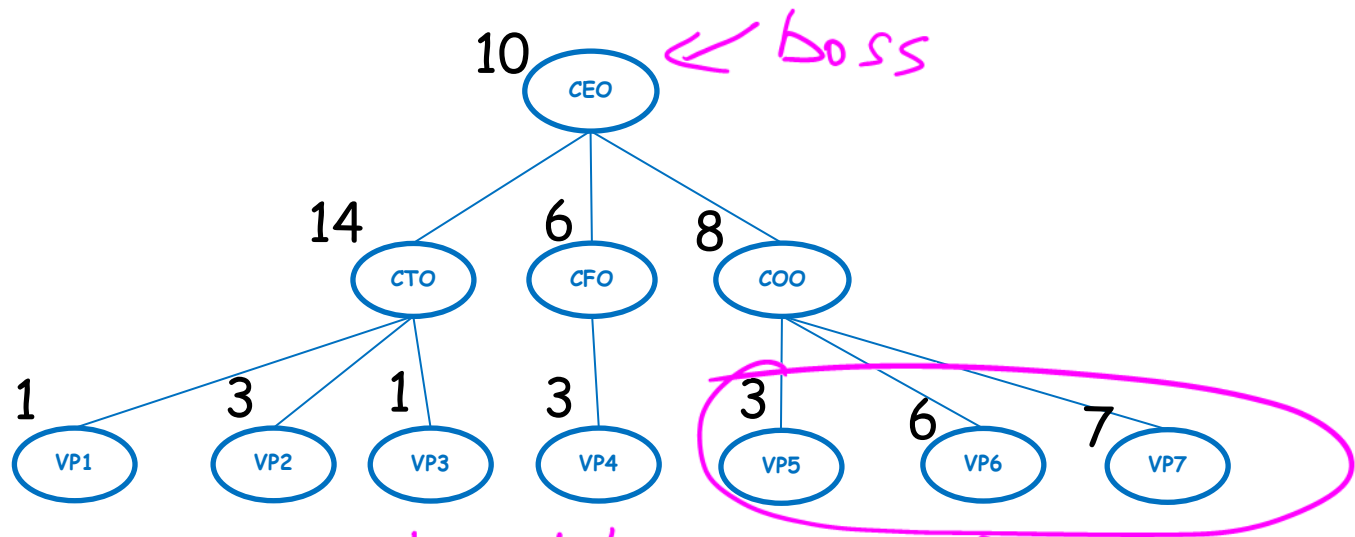 10 CEO boss
14 6 8
CTO CFO COO
1 3 1 3 3 6 7
VP1 VP2 VP3 VP4 VP5 VP6 VP7